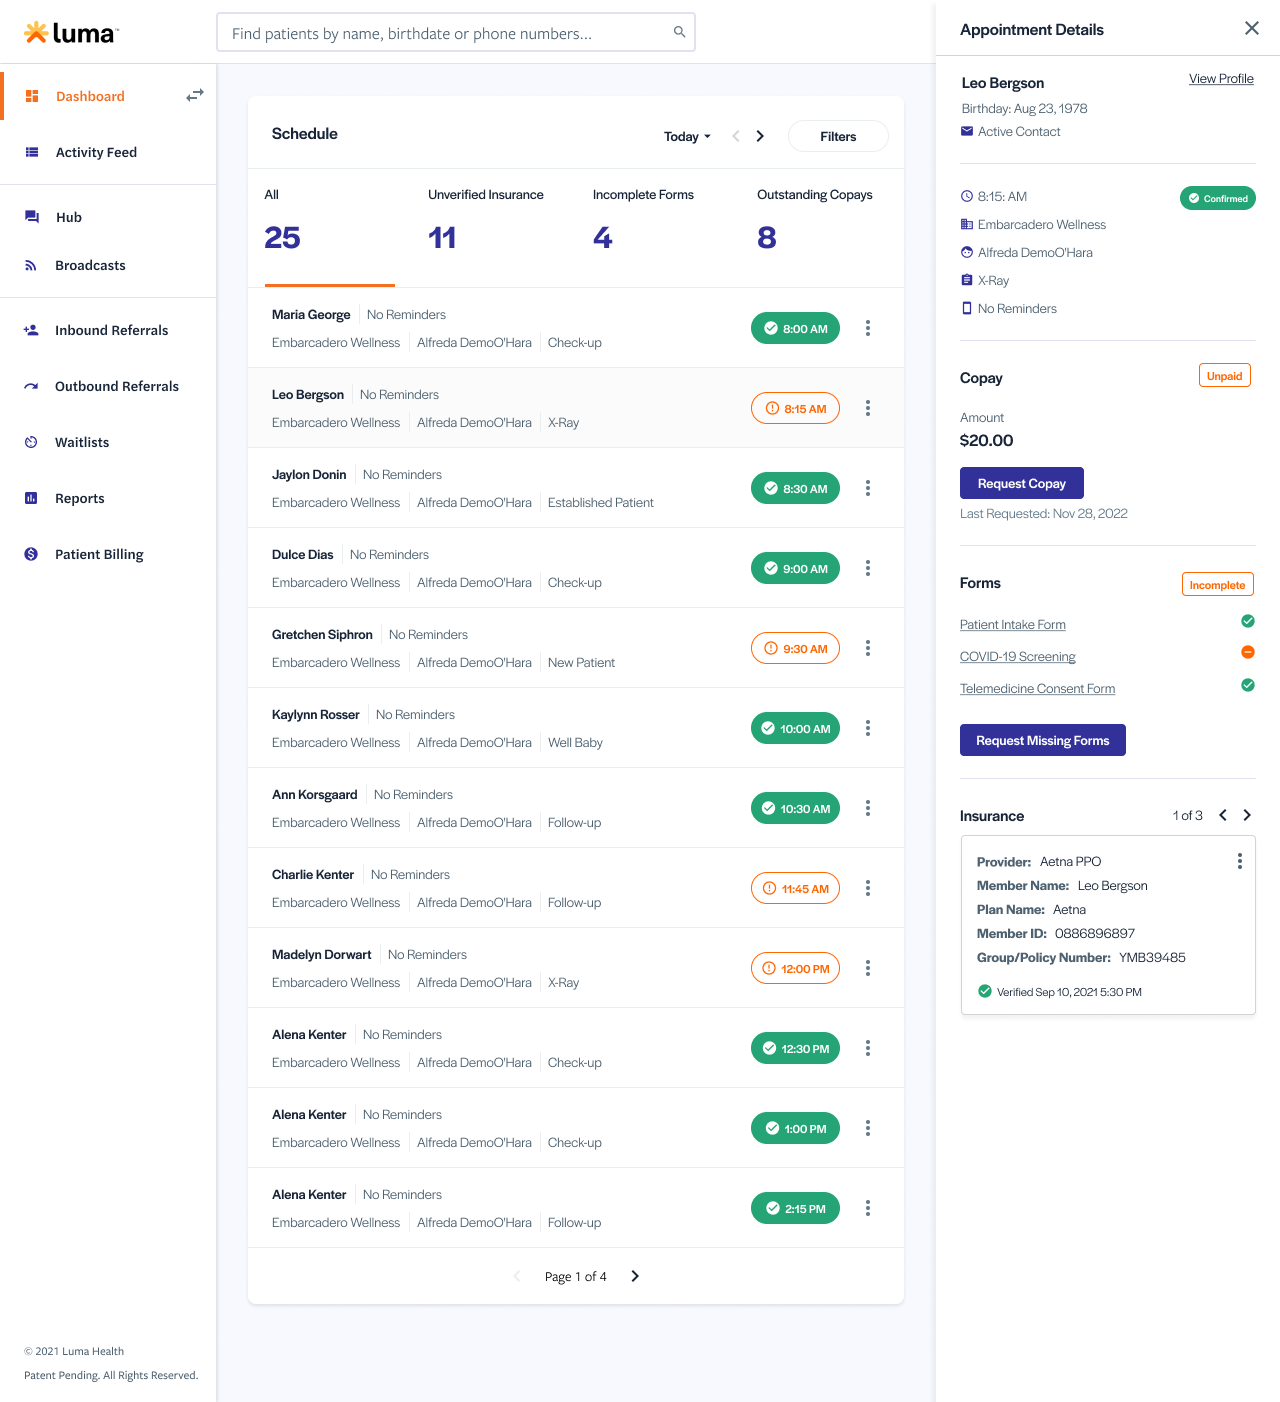 luma™
Find patients by name, birthdate or phone numbers...
Dashboard
Activity Feed
Hub
Broadcasts
Inbound Referrals
Outbound Referrals
Waitlists
Reports
Patient Billing
© 2021 Luma Health
Patent Pending. All Rights Reserved.
Schedule
Today
Filters
All
25
Unverified Insurance
11
Incomplete Forms
4
Outstanding Copays
8
Maria George No Reminders
Embarcadero Wellness Alfreda DemoO'Hara Check-up
8:00 AM
Leo Bergson No Reminders
Embarcadero Wellness Alfreda DemoO'Hara X-Ray
8:15 AM
Jaylon Donin No Reminders
Embarcadero Wellness Alfreda DemoO'Hara Established Patient
8:30 AM
Dulce Dias No Reminders
Embarcadero Wellness Alfreda DemoO'Hara Check-up
9:00 AM
Gretchen Siphron No Reminders
Embarcadero Wellness Alfreda DemoO'Hara New Patient
9:30 AM
Kaylynn Rosser No Reminders
Embarcadero Wellness Alfreda DemoO'Hara Well Baby
10:00 AM
Ann Korsgaard No Reminders
Embarcadero Wellness Alfreda DemoO'Hara Follow-up
10:30 AM
Charlie Kenter No Reminders
Embarcadero Wellness Alfreda DemoO'Hara Follow-up
11:45 AM
Madelyn Dorwart No Reminders
Embarcadero Wellness Alfreda DemoO'Hara X-Ray
12:00 PM
Alena Kenter No Reminders
Embarcadero Wellness Alfreda DemoO'Hara Check-up
12:30 PM
Alena Kenter No Reminders
Embarcadero Wellness Alfreda DemoO'Hara Check-up
1:00 PM
Alena Kenter No Reminders
Embarcadero Wellness Alfreda DemoO'Hara Follow-up
2:15 PM
Page 1 of 4
Appointment Details
Leo Bergson
View Profile
Birthday: Aug 23, 1978
Active Contact
8:15: AM
Confirmed
Embarcadero Wellness
Alfreda DemoO'Hara
X-Ray
No Reminders
Copay
Unpaid
Amount
$20.00
Request Copay
Last Requested: Nov 28, 2022
Forms
Incomplete
Patient Intake Form
COVID-19 Screening
Telemedicine Consent Form
Request Missing Forms
Insurance
1 of 3
Provider: Aetna PPO
Member Name: Leo Bergson
Plan Name: Aetna
Member ID: 0886896897
Group/Policy Number: YMB39485
Verified Sep 10, 2021 5:30 PM